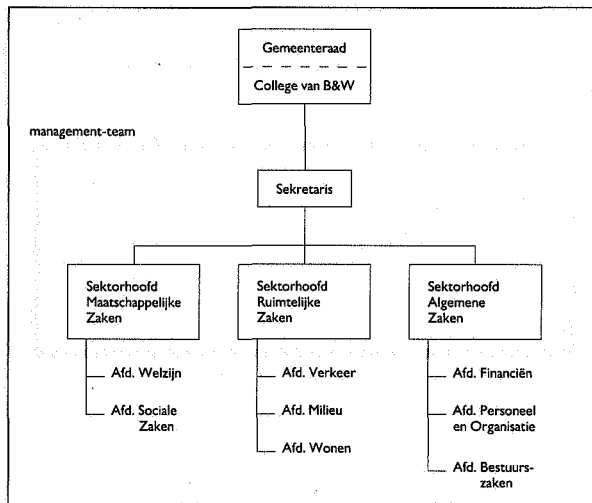 Gemeenteraad
College van B&W
management-team
Sekretaris
Sektorhoofd
Maatschappelijke
Zaken
Sektorhoofd
Ruimtelijke
Zaken
Sektorhoofd
Algemene
Zaken
Afd. Welzijn
Afd. Sociale
Zaken
Afd. Verkeer
Afd. Milieu
Afd. Wonen
Afd. Financiën
Afd. Personeel
en Organisatie
Afd. Bestuurs-
zaken